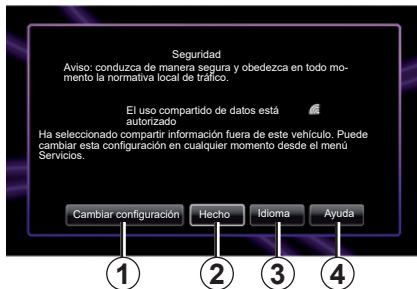 Seguridad
Aviso: conduzca de manera segura y obedezca en todo mo-
mento la normativa local de tráfico.
El uso compartido de datos está
autorizado
Ha seleccionado compartir información fuera de este vehículo. Puede
cambiar esta configuración en cualquier momento desde el menú
Servicios.
Cambiar configuración Hecho Idioma Ayuda
1 2 3 4